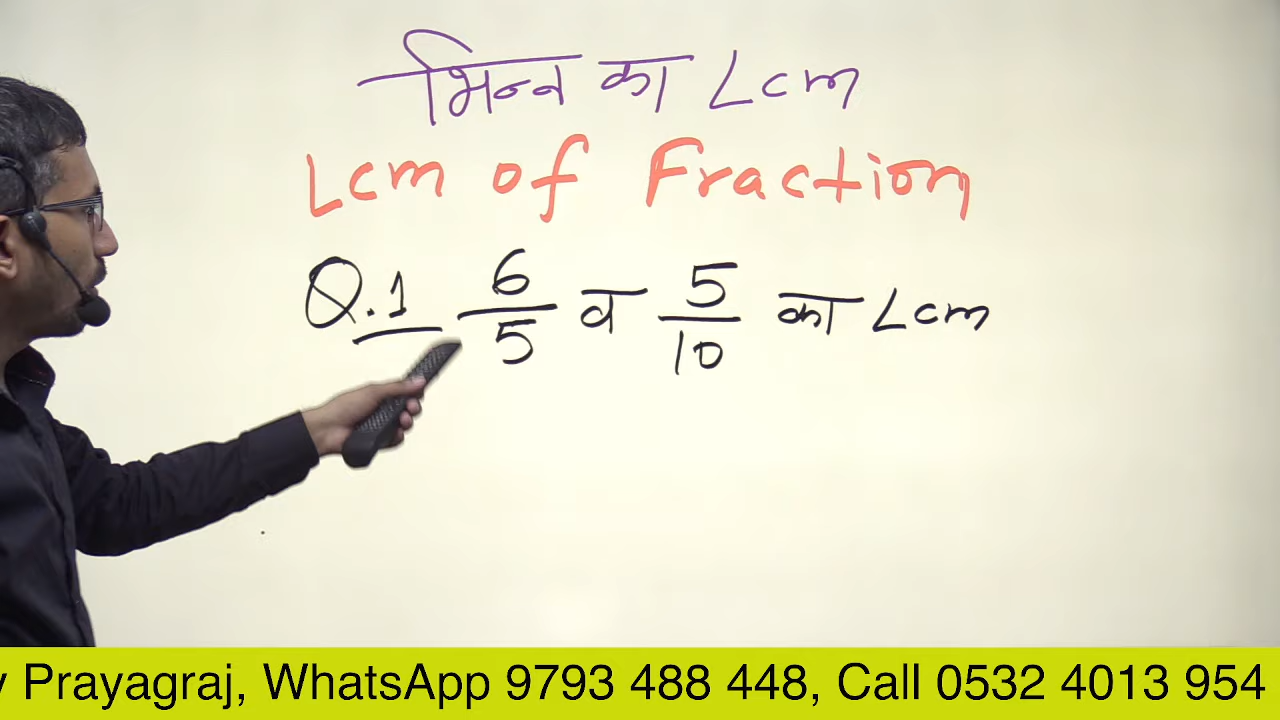 भिन्न का Lcm
Lcm of Fraction
Q.1 6/5 व 5/10 का Lcm
Prayagraj, WhatsApp 9793 488 448, Call 0532 4013 954